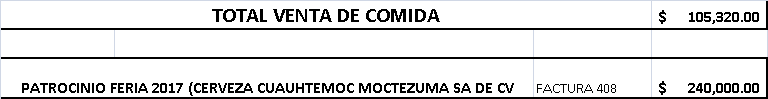 TOTAL VENTA DE COMIDA $ 105,320.00
PATROCINIO FERIA 2017 (CERVEZA CUAUHTEMOC MOCTEZUMA SA DE CV FACTURA 408 $ 240,000.00